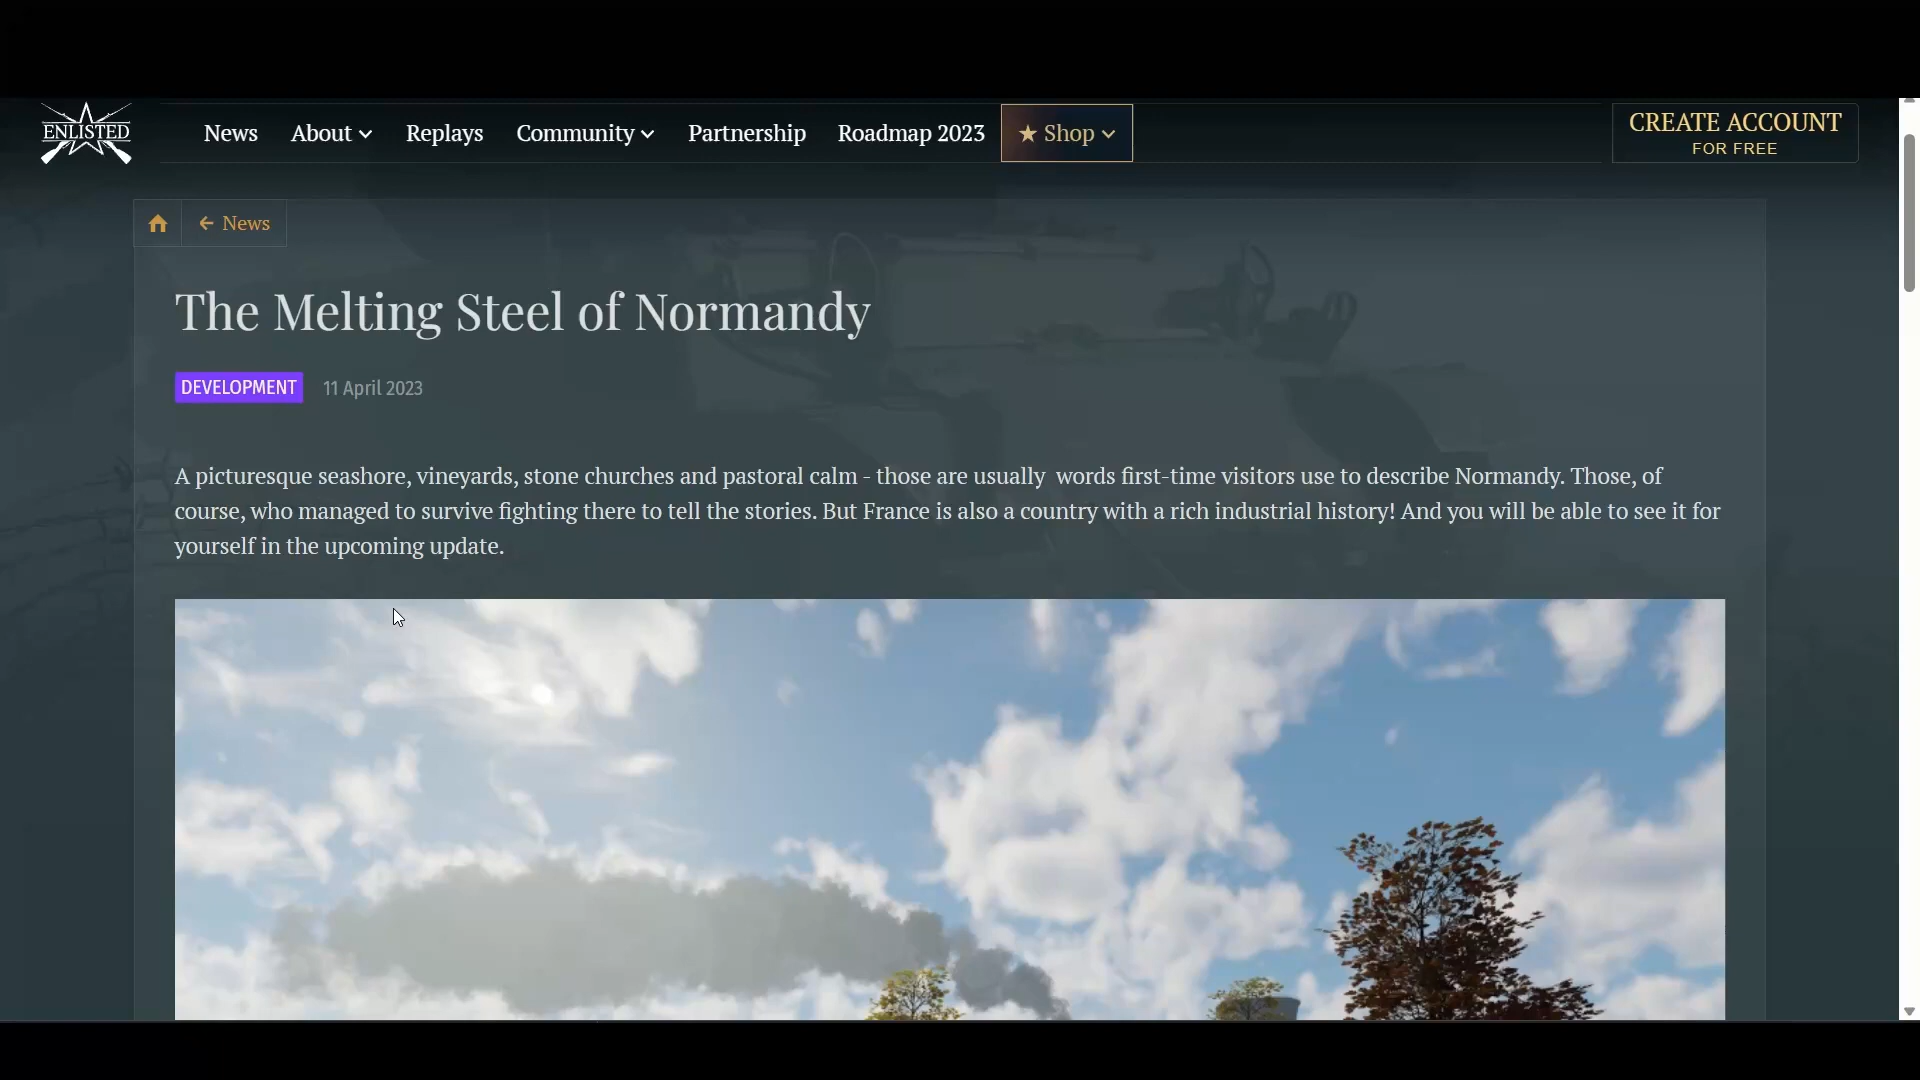 ENLISTED
News
About
Replays
Community
Partnership
Roadmap 2023
★ Shop
CREATE ACCOUNT
FOR FREE
← News
The Melting Steel of Normandy
DEVELOPMENT
11 April 2023
A picturesque seashore, vineyards, stone churches and pastoral calm - those are usually  words first-time visitors use to describe Normandy. Those, of
course, who managed to survive fighting there to tell the stories. But France is also a country with a rich industrial history! And you will be able to see it for
yourself in the upcoming update.